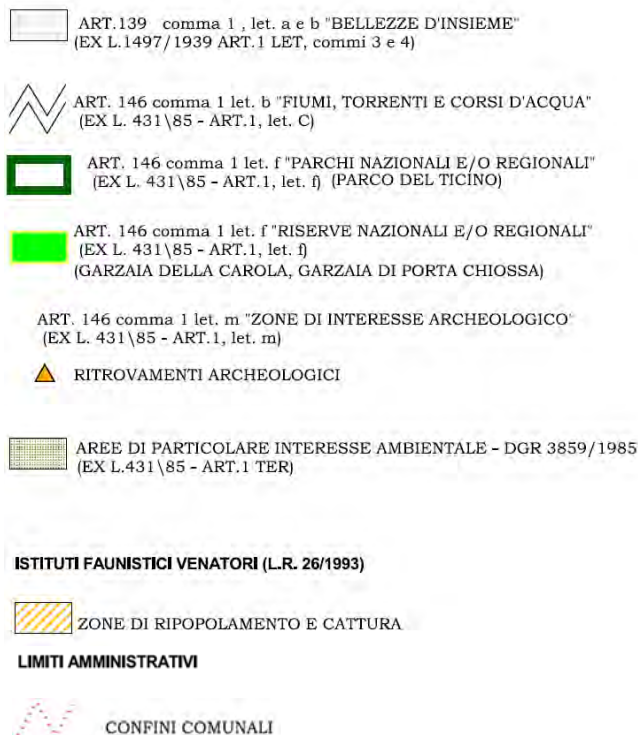 ART.139 comma 1 , let. a e b "BELLEZZE D'INSIEME"
(EX L.1497/1939 ART.1 LET, commi 3 e 4)
ART. 146 comma 1 let. b "FIUMI, TORRENTI E CORSI D'ACQUA"
(EX L. 431\85 - ART.1, let. C)
ART. 146 comma 1 let. f "PARCHI NAZIONALI E/O REGIONALI"
(EX L. 431\85 - ART.1, let. f) (PARCO DEL TICINO)
ART. 146 comma 1 let. f "RISERVE NAZIONALI E/O REGIONALI"
(EX L. 431\85 - ART.1, let. f)
(GARZAIA DELLA CAROLA, GARZAIA DI PORTA CHIOSSA)
ART. 146 comma 1 let. m "ZONE DI INTERESSE ARCHEOLOGICO"
(EX L. 431\85 - ART.1, let. m)
RITROVAMENTI ARCHEOLOGICI
AREE DI PARTICOLARE INTERESSE AMBIENTALE - DGR 3859/1985
(EX L.431\85 - ART.1 TER)
ISTITUTI FAUNISTICI VENATORI (L.R. 26/1993)
ZONE DI RIPOPOLAMENTO E CATTURA
LIMITI AMMINISTRATIVI
CONFINI COMUNALI